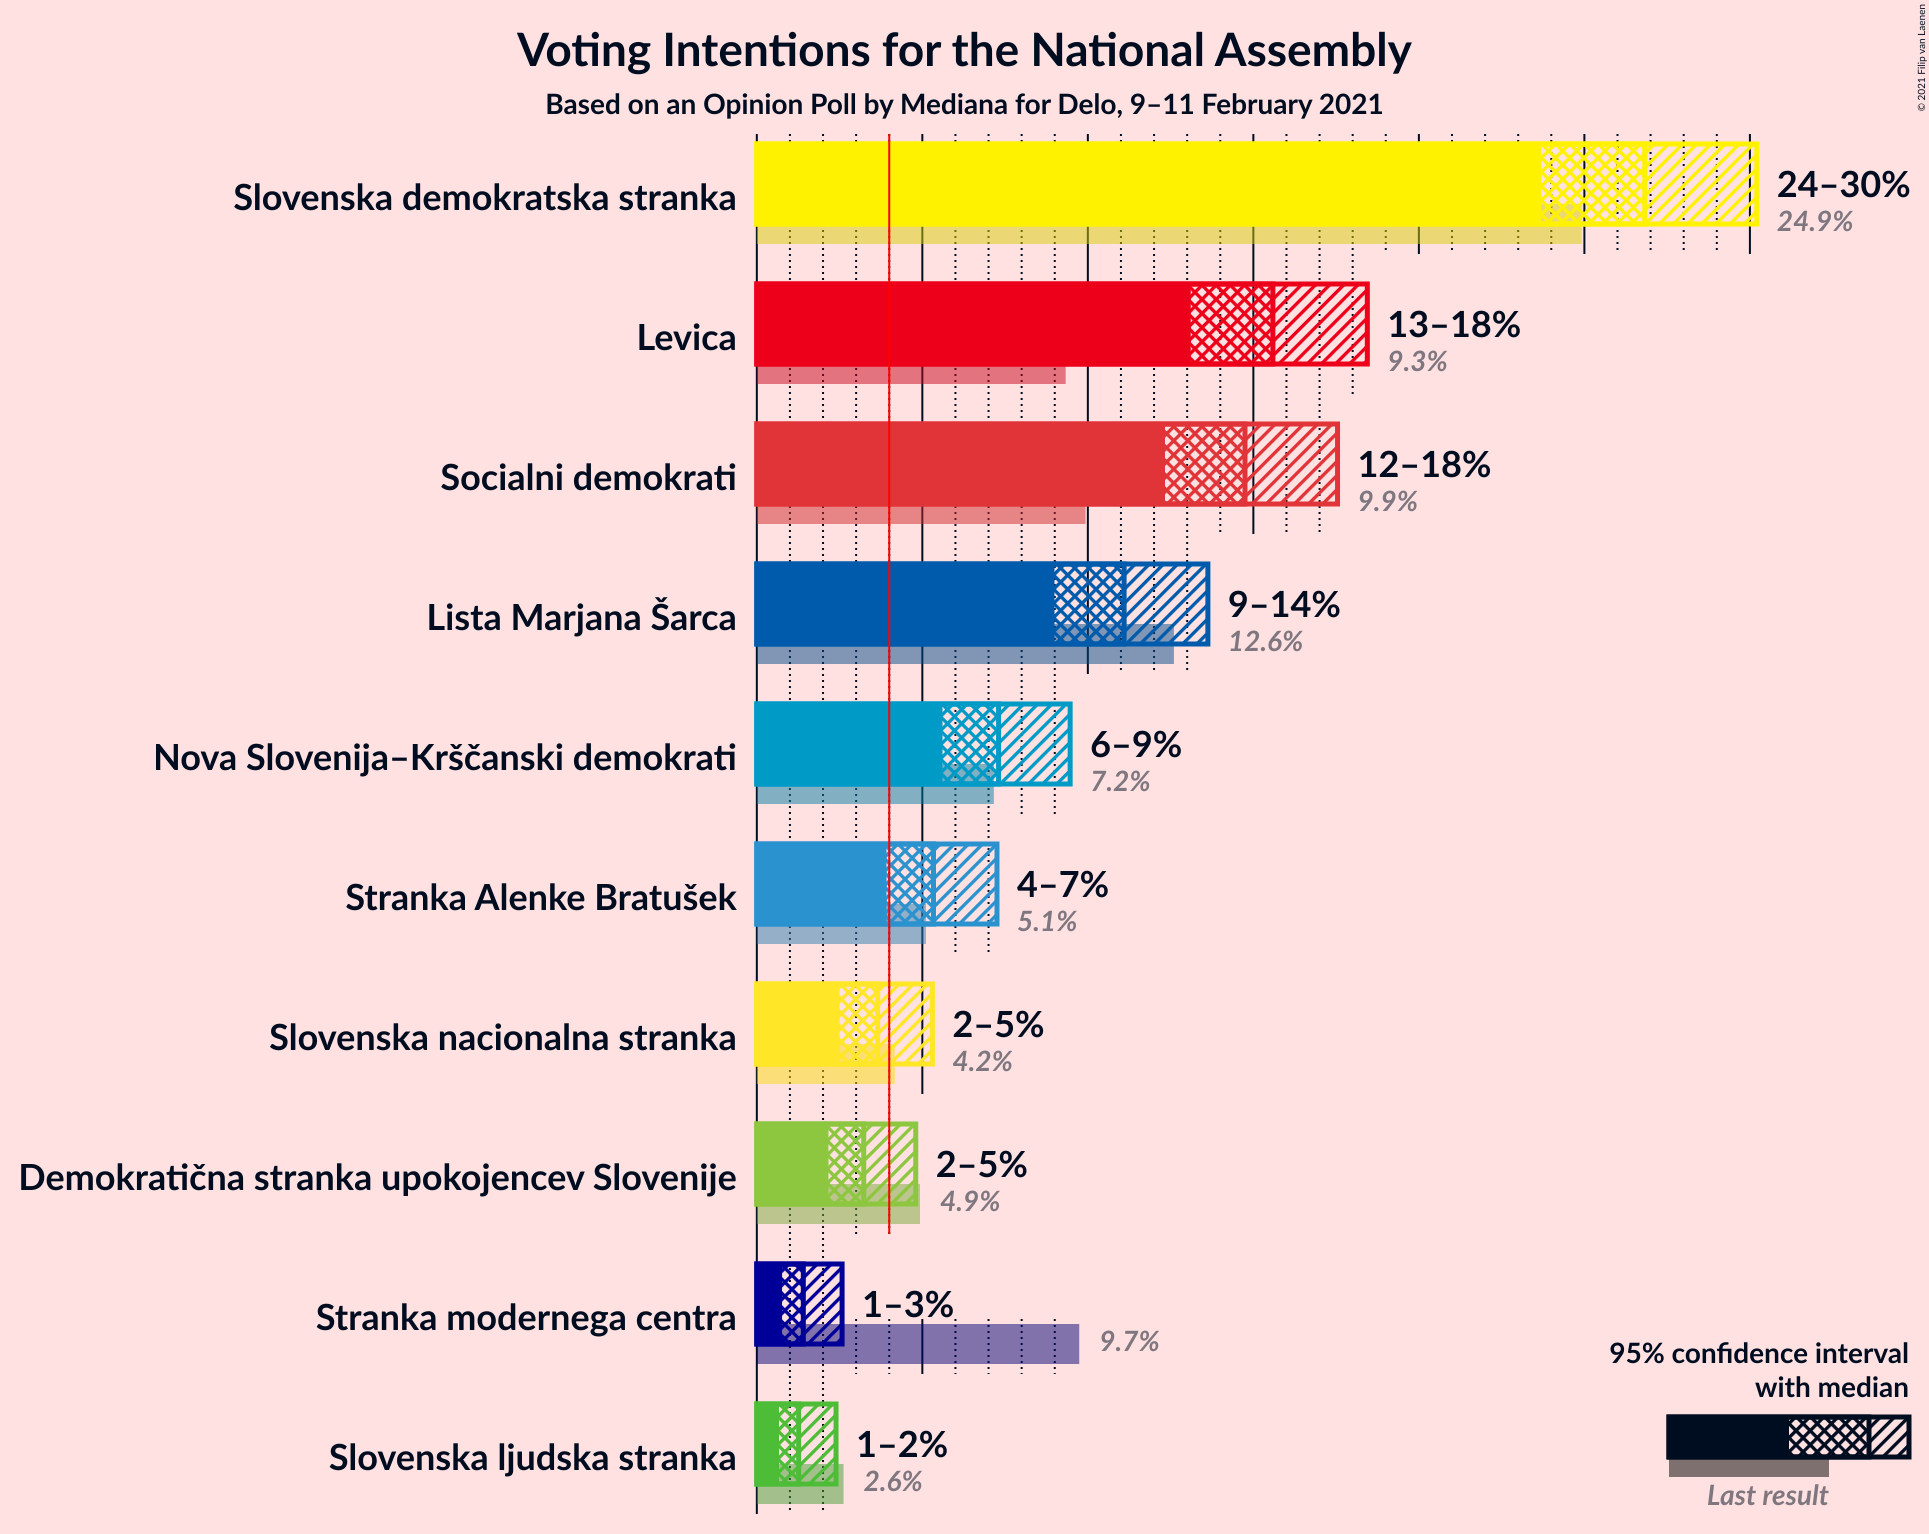 © 2021 Filip van Laenen
Voting Intentions for the National Assembly
Based on an Opinion Poll by Mediana for Delo, 9–11 February 2021
Slovenska demokratska stranka
24–30%
24.9%
Levica
13–18%
9.3%
Socialni demokrati
12–18%
9.9%
Lista Marjana Šarca
9–14%
12.6%
Nova Slovenija–Krščanski demokrati
6–9%
7.2%
Stranka Alenke Bratušek
4–7%
5.1%
Slovenska nacionalna stranka
2–5%
4.2%
Demokratična stranka upokojencev Slovenije
2–5%
4.9%
Stranka modernega centra
1–3%
9.7%
Slovenska ljudska stranka
1–2%
2.6%
95% confidence interval
with median
Last result